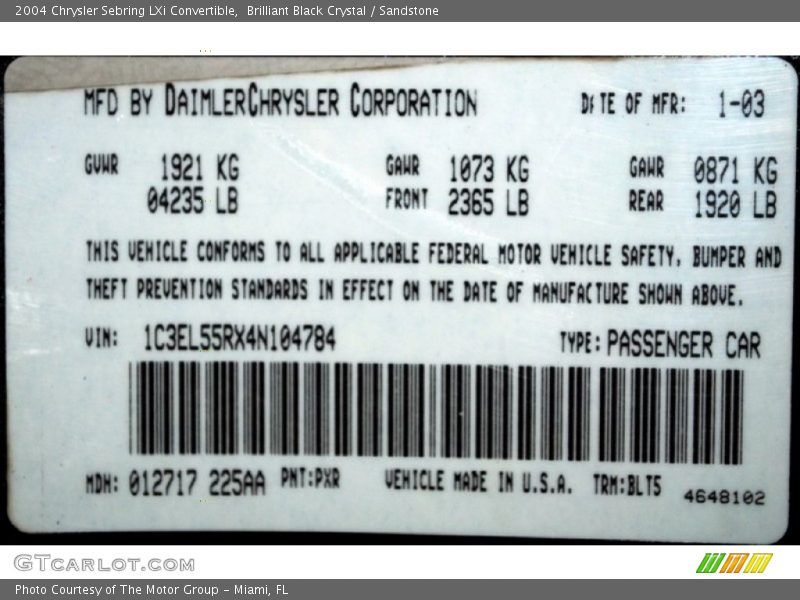 2004 Chrysler Sebring LXi Convertible,  Brilliant Black Crystal / Sandstone
MFD BY DAIMLERCHRYSLER CORPORATION DATE OF MFR: 1-03
GVWR 1921 KG GAWR 1073 KG GAWR 0871 KG
04235 LB FRONT 2365 LB REAR 1920 LB
THIS VEHICLE CONFORMS TO ALL APPLICABLE FEDERAL MOTOR VEHICLE SAFETY, BUMPER AND
THEFT PREVENTION STANDARDS IN EFFECT ON THE DATE OF MANUFACTURE SHOWN ABOVE.
VIN: 1C3EL55RX4N104784 TYPE: PASSENGER CAR
MDH: 012717 225AA PNT:PXR VEHICLE MADE IN U.S.A. TRM:BLT5 4648102
GTCARLOT.COM
Photo Courtesy of The Motor Group – Miami, FL